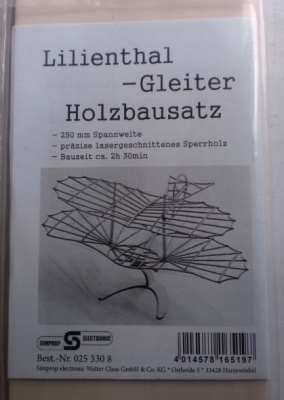 Lilienthal
-Gleiter
Holzbausatz
- 250 mm Spannweite
- präzise lasergeschnittenes Sperrholz
- Bauzeit ca. 2h 30min
SIMPROP S ELECTRONIC
Best.-Nr. 025 330 8
4 014578 165197
Simprop electronic Walter Claas GmbH & Co. KG * Ostheide 5 * 33428 Harsewinkel